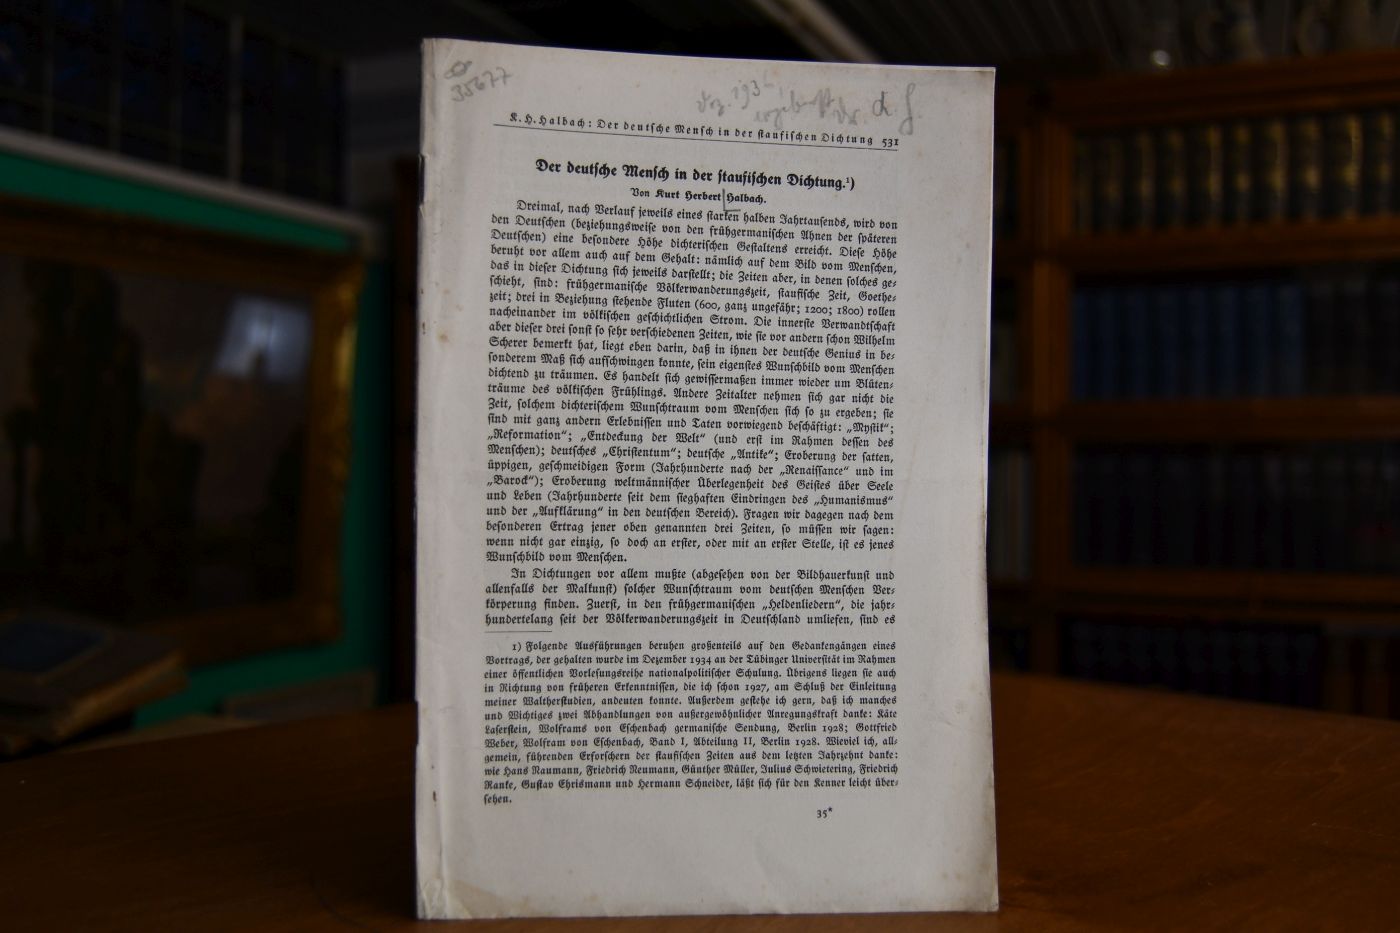 35677
K. H. Halbach: Der deutsche Mensch in der staufischen Dichtung 531
Der deutsche Mensch in der staufischen Dichtung.¹)
Von Kurt Herbert Halbach.
Dreimal, nach Verlauf jeweils eines starken halben Jahrtausends, wird von
den Deutschen (beziehungsweise von den frühgermanischen Ahnen der späteren
Deutschen) eine besondere Höhe dichterischen Gestaltens erreicht. Diese Höhe
beruht vor allem auch auf dem Gehalt: nämlich auf dem Bild vom Menschen,
das in dieser Dichtung sich jeweils darstellt; die Zeiten aber, in denen solches ge-
schieht, sind: frühgermanische Völkerwanderungszeit, staufische Zeit, Goethe-
zeit; drei in Beziehung stehende Fluten (600, ganz ungefähr; 1200; 1800) rollen
nacheinander im völkischen geschichtlichen Strom. Die innerste Verwandtschaft
aber dieser drei sonst so sehr verschiedenen Zeiten, wie sie vor andern schon Wilhelm
Scherer bemerkt hat, liegt eben darin, daß in ihnen der deutsche Genius in be-
sonderem Maß sich aufschwingen konnte, sein eigenstes Wunschbild vom Menschen
dichtend zu träumen. Es handelt sich gewissermaßen immer wieder um Blüten-
träume des völkischen Frühlings. Andere Zeitalter nehmen sich gar nicht die
Zeit, solchem dichterischem Wunschtraum vom Menschen sich so zu ergeben; sie
sind mit ganz andern Erlebnissen und Taten vorwiegend beschäftigt: „Mystik“;
„Reformation“; „Entdeckung der Welt“ (und erst im Rahmen dessen des
Menschen); deutsches „Christentum“; deutsche „Antike“; Eroberung der satten,
üppigen, geschmeidigen Form (Jahrhunderte nach der „Renaissance“ und im
„Barock“); Eroberung weltmännischer Überlegenheit des Geistes über Seele
und Leben (Jahrhunderte seit dem sieghaften Eindringen des „Humanismus“
und der „Aufklärung“ in den deutschen Bereich). Fragen wir dagegen nach dem
besonderen Ertrag jener oben genannten drei Zeiten, so müssen wir sagen:
wenn nicht gar einzig, so doch an erster, oder mit an erster Stelle, ist es jenes
Wunschbild vom Menschen.
In Dichtungen vor allem mußte (abgesehen von der Bildhauerkunst und
allenfalls der Malkunst) solcher Wunschtraum vom deutschen Menschen Ver-
körperung finden. Zuerst, in den frühgermanischen „Heldenliedern“, die jahr-
hundertelang seit der Völkerwanderungszeit in Deutschland umliefen, sind es
1) Folgende Ausführungen beruhen großenteils auf den Gedankengängen eines
Vortrags, der gehalten wurde im Dezember 1934 an der Tübinger Universität im Rahmen
einer öffentlichen Vorlesungsreihe nationalpolitischer Schulung. Übrigens liegen sie auch
in Richtung von früheren Erkenntnissen, die ich schon 1927, am Schluß der Einleitung
meiner Waltherstudien, andeuten konnte. Außerdem gestehe ich gern, daß ich manches
und Wichtiges zwei Abhandlungen von außergewöhnlicher Anregungskraft danke: Käte
Laserstein, Wolframs von Eschenbach germanische Sendung, Berlin 1928; Gottfried
Weber, Wolfram von Eschenbach, Band I, Abteilung II, Berlin 1928. Wieviel ich, all-
gemein, führenden Erforschern der staufischen Zeiten aus dem letzten Jahrzehnt danke:
wie Hans Naumann, Friedrich Neumann, Günther Müller, Julius Schwietering, Friedrich
Ranke, Gustav Ehrismann und Hermann Schneider, läßt sich für den Kenner leicht über-
sehen.
35*